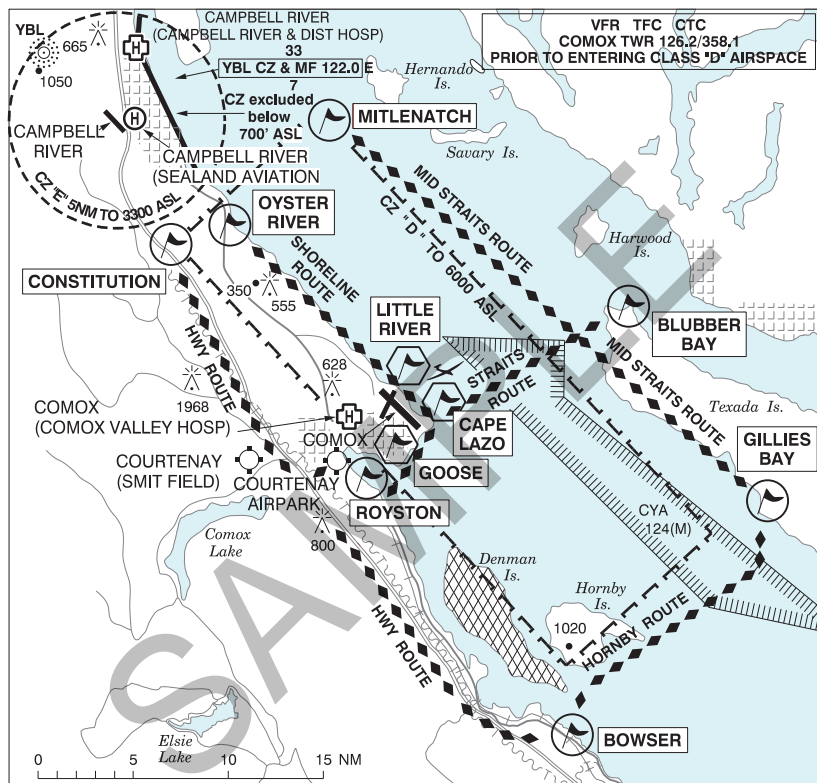 CAMPBELL RIVER
(CAMPBELL RIVER & DIST HOSP)
33
YBL CZ & MF 122.0 E
7
CZ excluded
below
700' ASL
VFR TFC CTC
COMOX TWR 126.2/358.1
PRIOR TO ENTERING CLASS "D" AIRSPACE
YBL
665
1050
Hernando
Is.
MITLENATCH
Savary Is.
CAMPBELL
RIVER
CAMPBELL RIVER
(SEALAND AVIATION
CZ "E" 5NM TO 3300 ASL
OYSTER
RIVER
MID STRAITS ROUTE
CZ "D" TO 6000 ASL
Harwood
Is.
CONSTITUTION
SHORELINE
ROUTE
350
555
HWY ROUTE
LITTLE
RIVER
BLUBBER
BAY
STRAITS
ROUTE
MID STRAITS ROUTE
Texada Is.
628
1968
COMOX
(COMOX VALLEY HOSP)
COMOX
CAPE
LAZO
GOOSE
GILLIES
BAY
COURTENAY
(SMIT FIELD)
COURTENAY
AIRPARK
ROYSTON
CYA
124(M)
800
Comox
Lake
Denman
Is.
Hornby
Is.
1020
HORNBY ROUTE
HWY ROUTE
Elsie
Lake
BOWSER
0 5 10 15 NM
SAMPLE